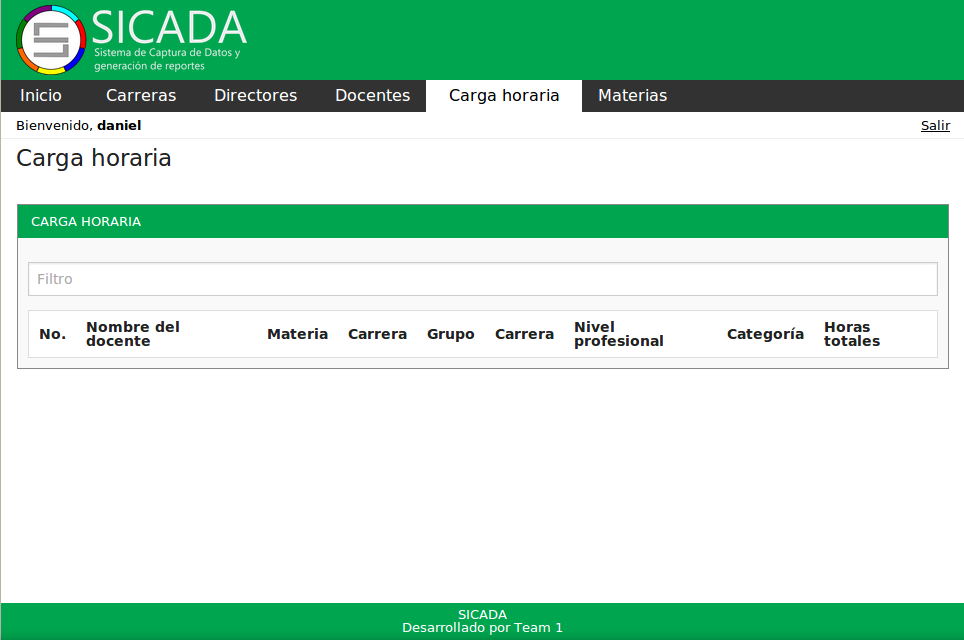 SICADA
Sistema de Captura de Datos y
generación de reportes
Inicio Carreras Directores Docentes Carga horaria Materias
Bienvenido, daniel Salir
Carga horaria
CARGA HORARIA
Filtro
No. Nombre del docente Materia Carrera Grupo Carrera Nivel profesional Categoría Horas totales
SICADA
Desarrollado por Team 1